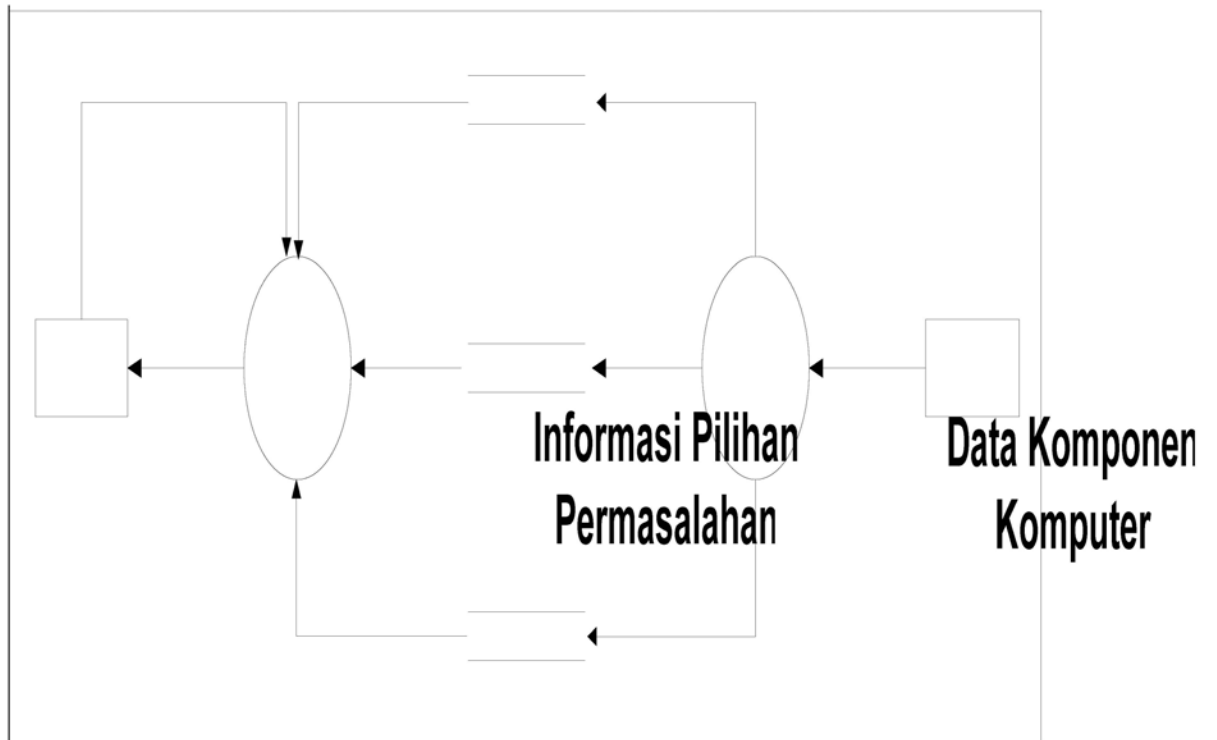 Informasi Pilihan
Permasalahan
Data Komponen
Komputer